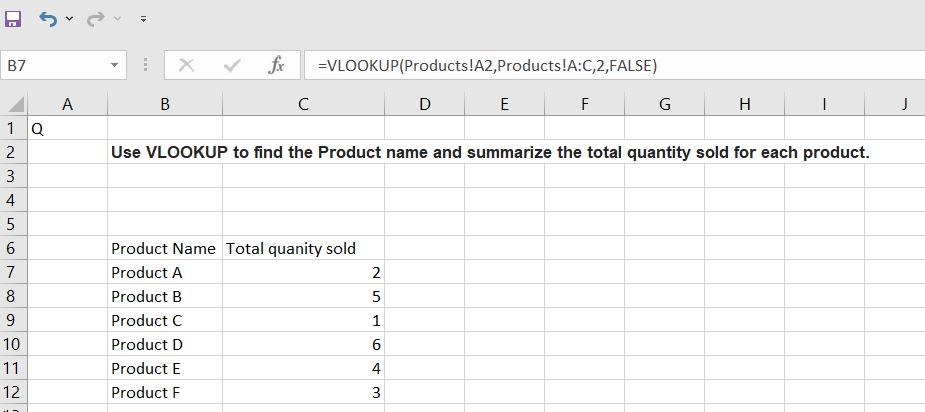 B7 fx =VLOOKUP(Products!A2,Products!A:C,2,FALSE)
A B C D E F G H I J
1 Q
2 Use VLOOKUP to find the Product name and summarize the total quantity sold for each product.
3
4
5
6 Product Name Total quanity sold
7 Product A 2
8 Product B 5
9 Product C 1
10 Product D 6
11 Product E 4
12 Product F 3